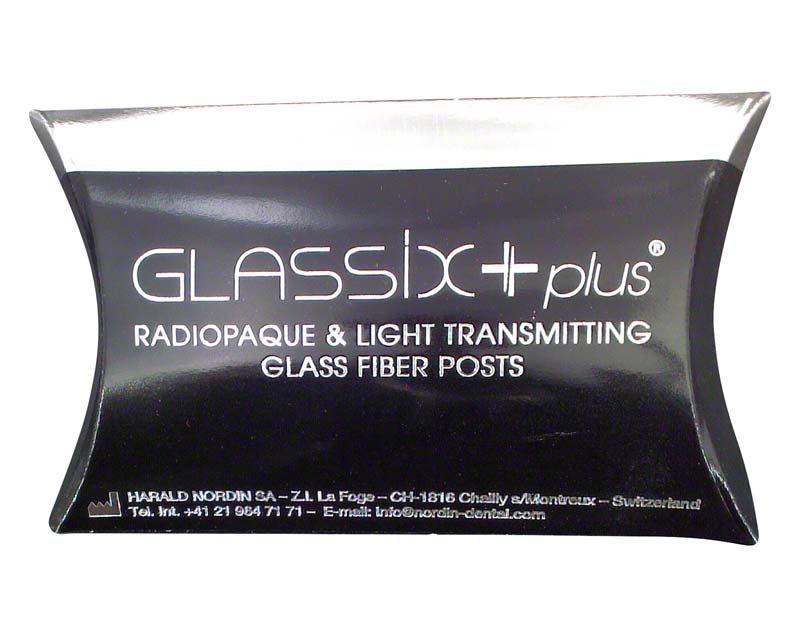 GLASSiX+plus®
RADIOPAQUE & LIGHT TRANSMITTING
GLASS FIBER POSTS
HARALD NORDIN SA – Z.I. La Foge – CH-1816 Chailly s/Montreux – Switzerland
Tel. Int. +41 21 964 71 71 – E-mail: info@nordin-dental.com